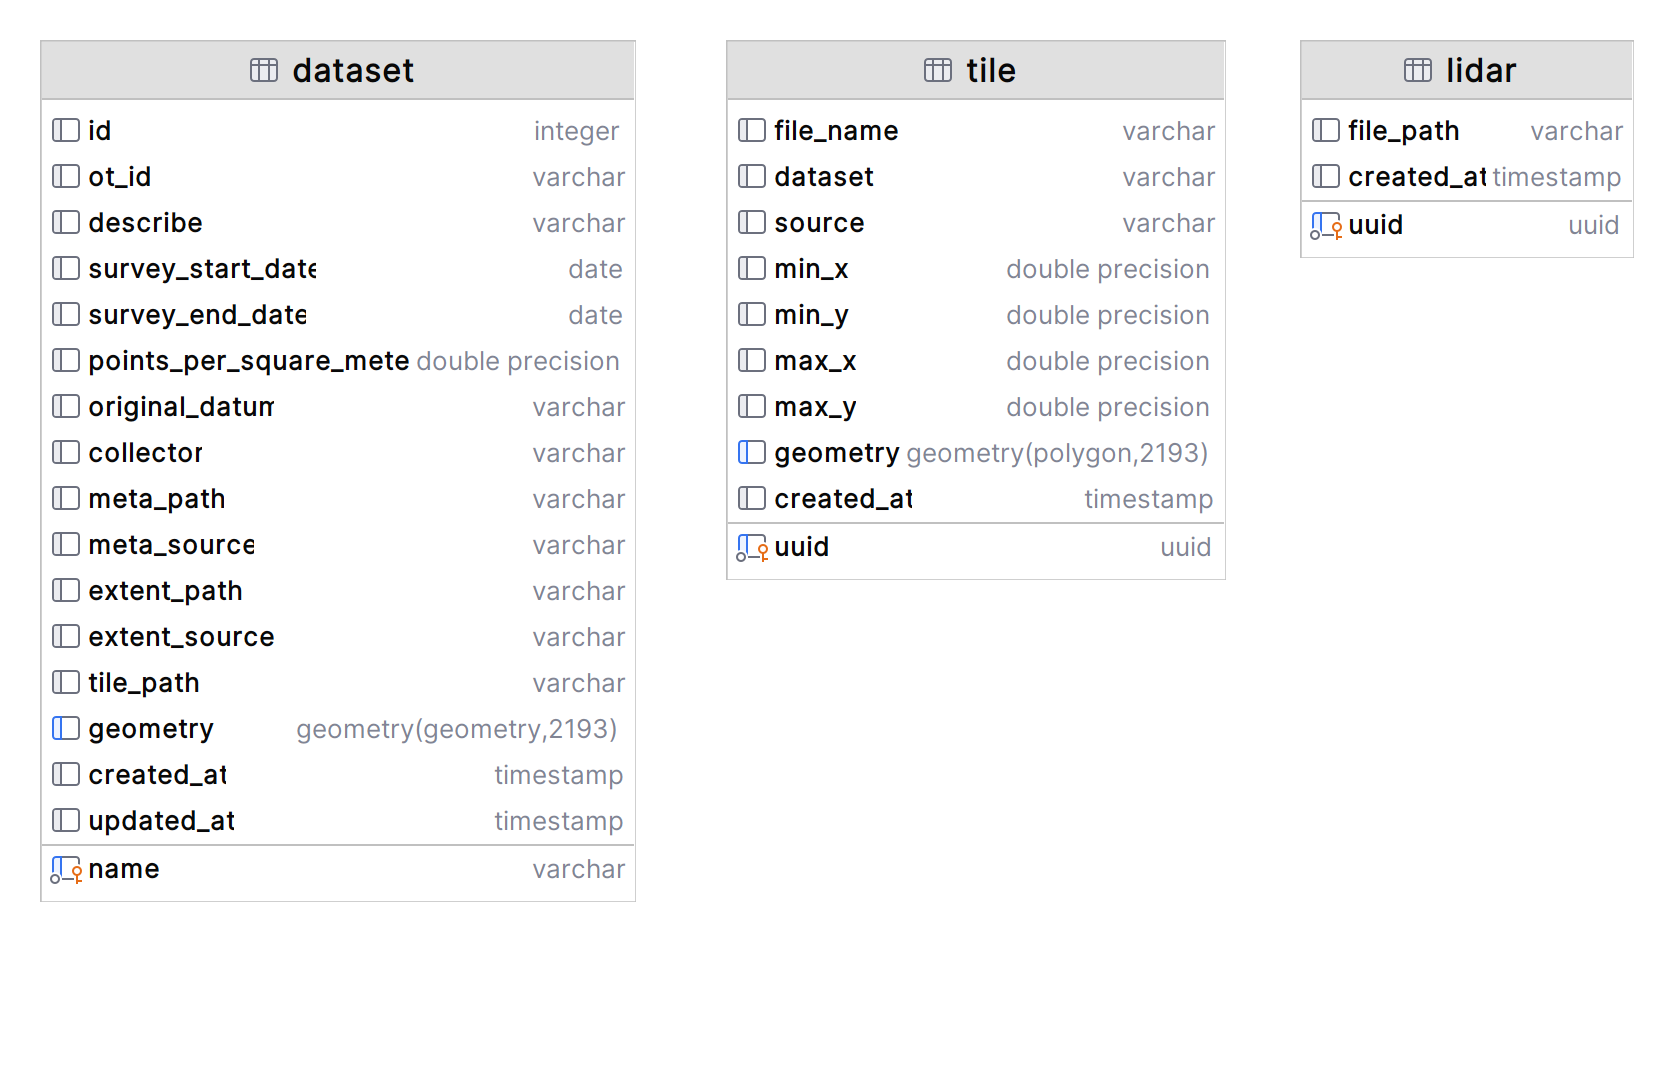 dataset
id integer
ot_id varchar
describe varchar
survey_start_date date
survey_end_date date
points_per_square_mete double precision
original_datum varchar
collector varchar
meta_path varchar
meta_source varchar
extent_path varchar
extent_source varchar
tile_path varchar
geometry geometry(geometry,2193)
created_at timestamp
updated_at timestamp
name varchar
tile
file_name varchar
dataset varchar
source varchar
min_x double precision
min_y double precision
max_x double precision
max_y double precision
geometry geometry(polygon,2193)
created_at timestamp
uuid uuid
lidar
file_path varchar
created_at timestamp
uuid uuid